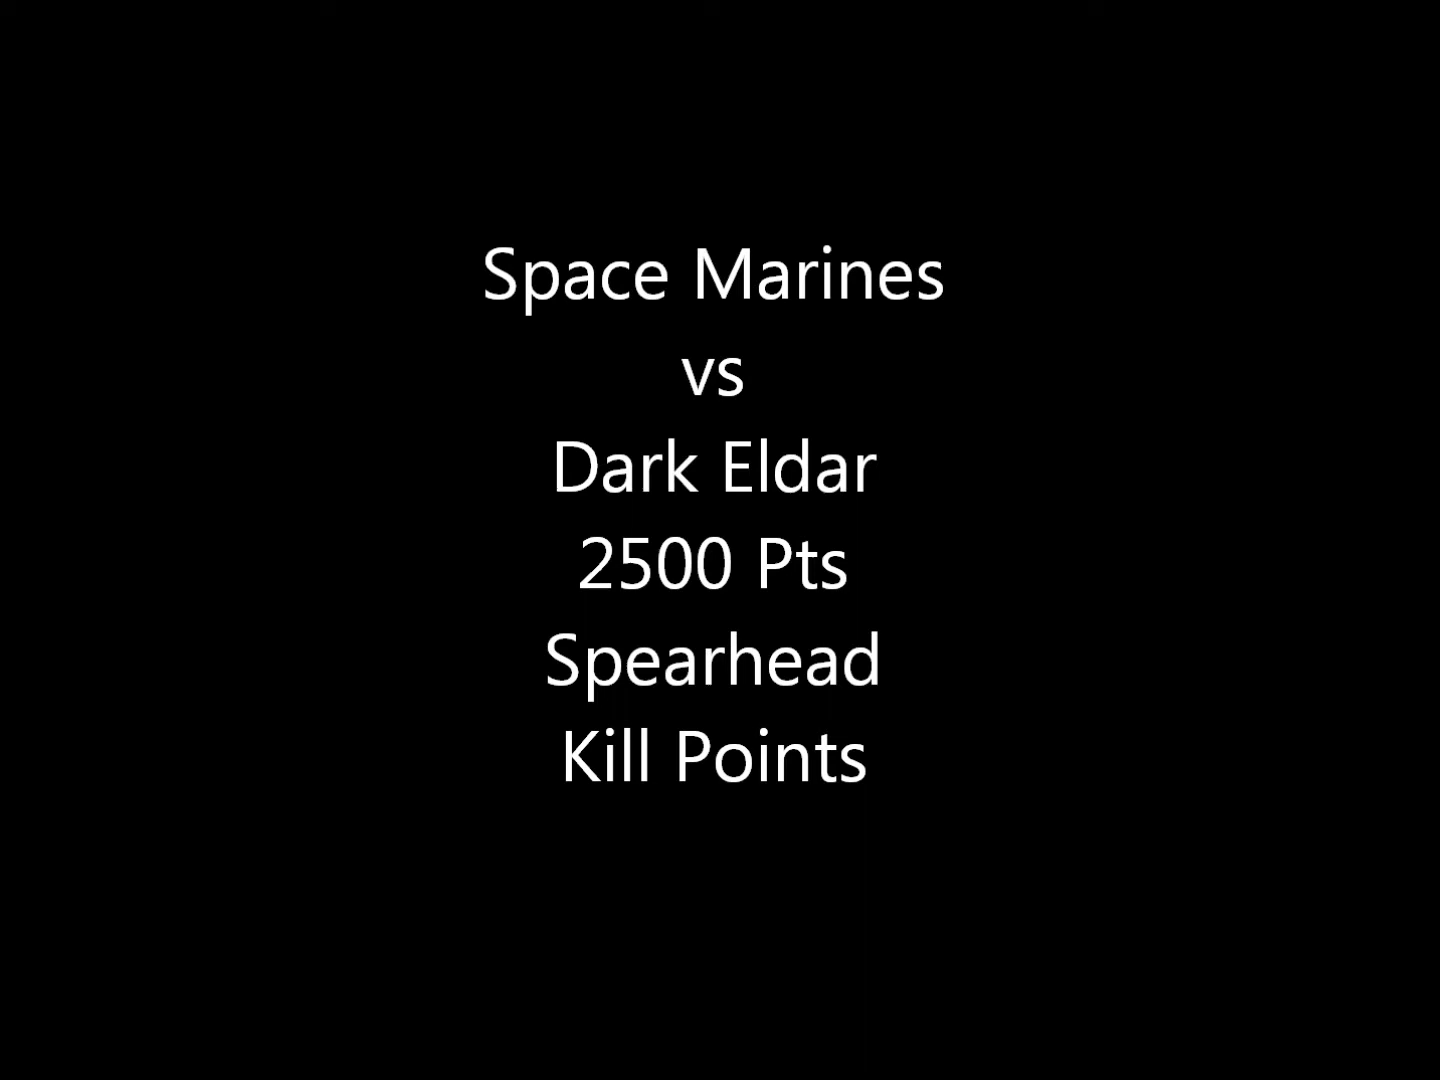 Space Marines
vs
Dark Eldar
2500 Pts
Spearhead
Kill Points